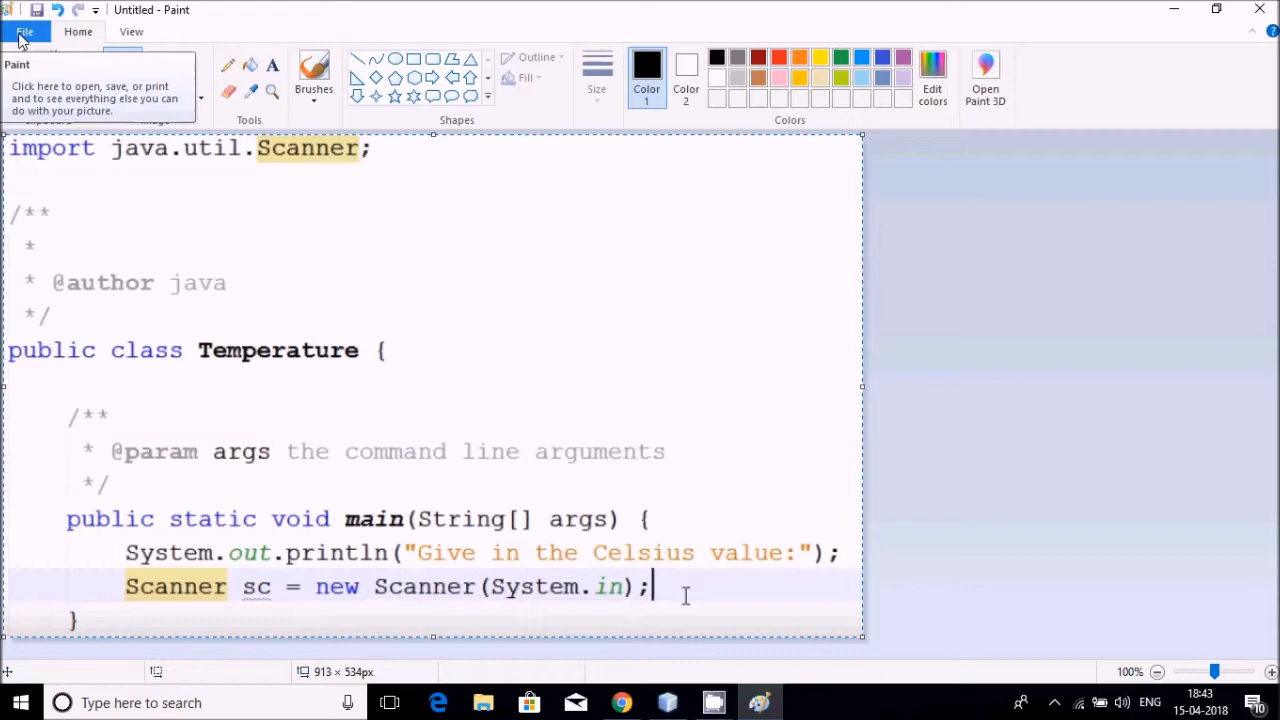 Untitled - Paint
File
Home
View
Paint
Click here to open, save, or print
and to see everything else you can
do with your picture.
Tools
Brushes
Outline
Fill
Shapes
Size
Color
1
Color
2
Edit
colors
Open
Paint 3D
Colors
import java.util.Scanner;
/**
*
* @author java
*/
public class Temperature {
/**
* @param args the command line arguments
*/
public static void main(String[] args) {
System.out.println("Give in the Celsius value:");
Scanner sc = new Scanner(System.in);
}
913 × 534px
100%
Type here to search
ENG
18:43
15-04-2018
10